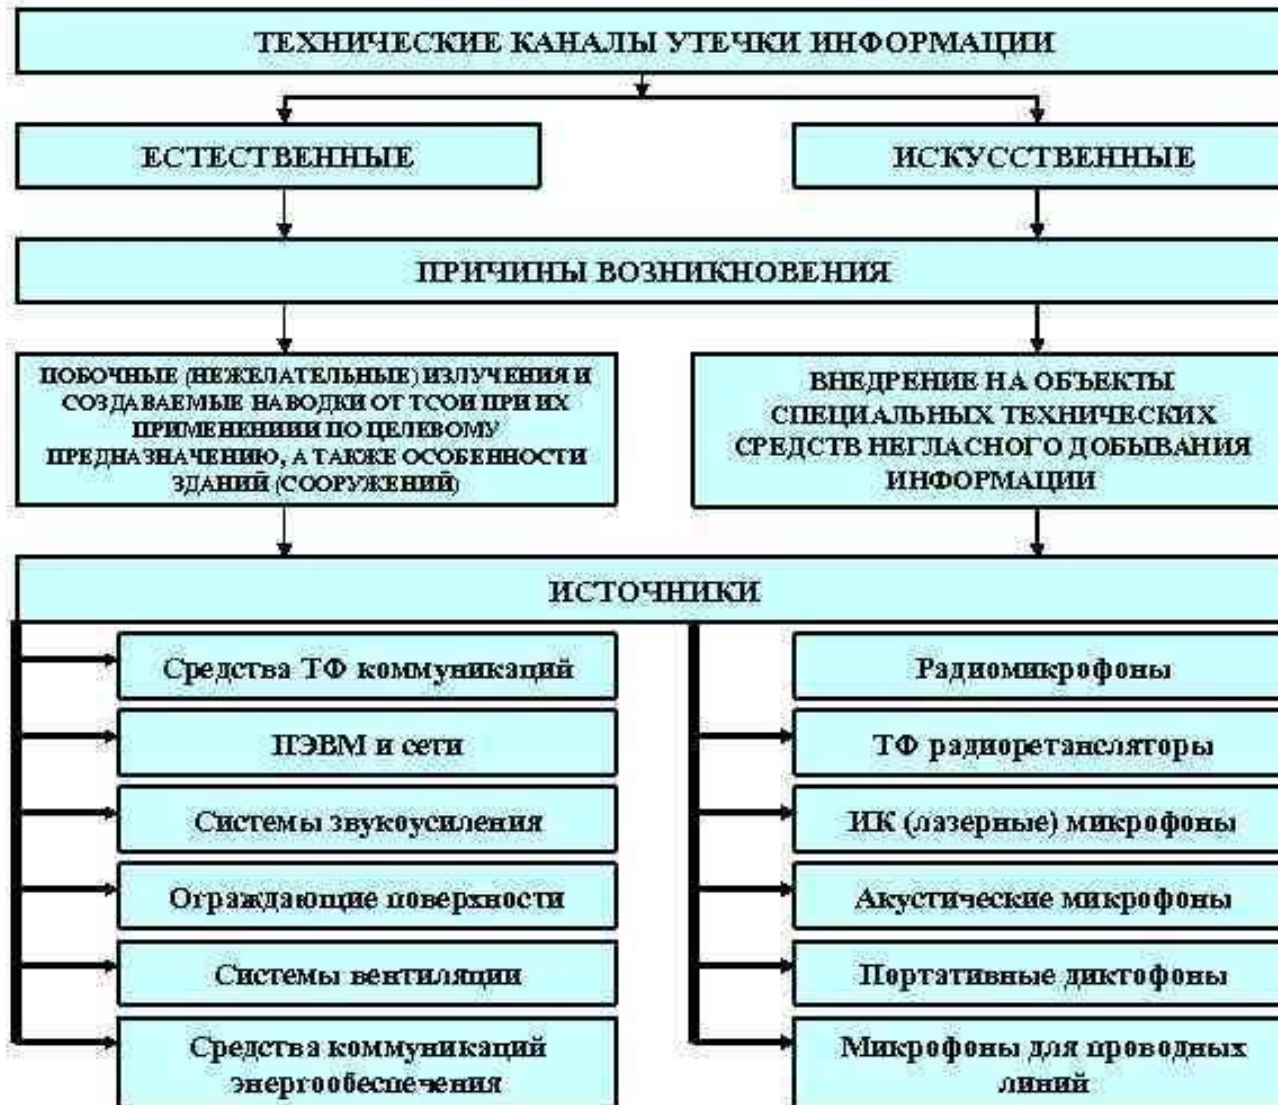 ТЕХНИЧЕСКИЕ КАНАЛЫ УТЕЧКИ ИНФОРМАЦИИ
ЕСТЕСТВЕННЫЕ
ИСКУССТВЕННЫЕ
ПРИЧИНЫ ВОЗНИКНОВЕНИЯ
ПОБОЧНЫЕ (НЕЖЕЛАТЕЛЬНЫЕ) ИЗЛУЧЕНИЯ И
СОЗДАВАЕМЫЕ НАВОДКИ ОТ ТСОИ ПРИ ИХ
ПРИМЕНЕНИИИ ПО ЦЕЛЕВОМУ
ПРЕДНАЗНАЧЕНИЮ, А ТАКЖЕ ОСОБЕННОСТИ
ЗДАНИЙ (СООРУЖЕНИЙ)
ВНЕДРЕНИЕ НА ОБЪЕКТЫ
СПЕЦИАЛЬНЫХ ТЕХНИЧЕСКИХ
СРЕДСТВ НЕГЛАСНОГО ДОБЫВАНИЯ
ИНФОРМАЦИИ
ИСТОЧНИКИ
Средства ТФ коммуникаций
ПЭВМ и сети
Системы звукоусиления
Ограждающие поверхности
Системы вентиляции
Средства коммуникаций
энергообеспечения
Радиомикрофоны
ТФ радиоретансляторы
ИК (лазерные) микрофоны
Акустические микрофоны
Портативные диктофоны
Микрофоны для проводных
линий